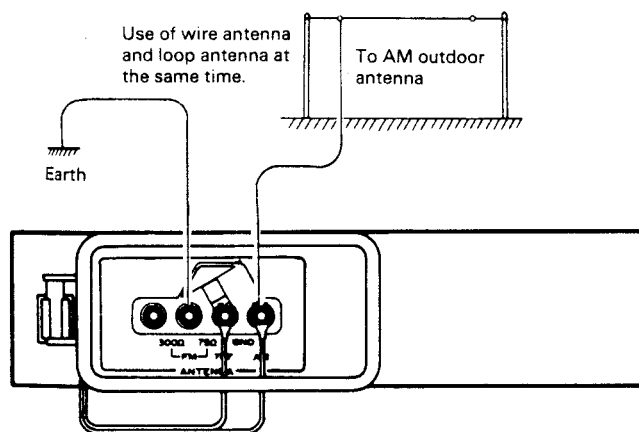 Use of wire antenna
and loop antenna at
the same time.
To AM outdoor
antenna
Earth
300Ω 75Ω GND AM
FM
ANTENNA